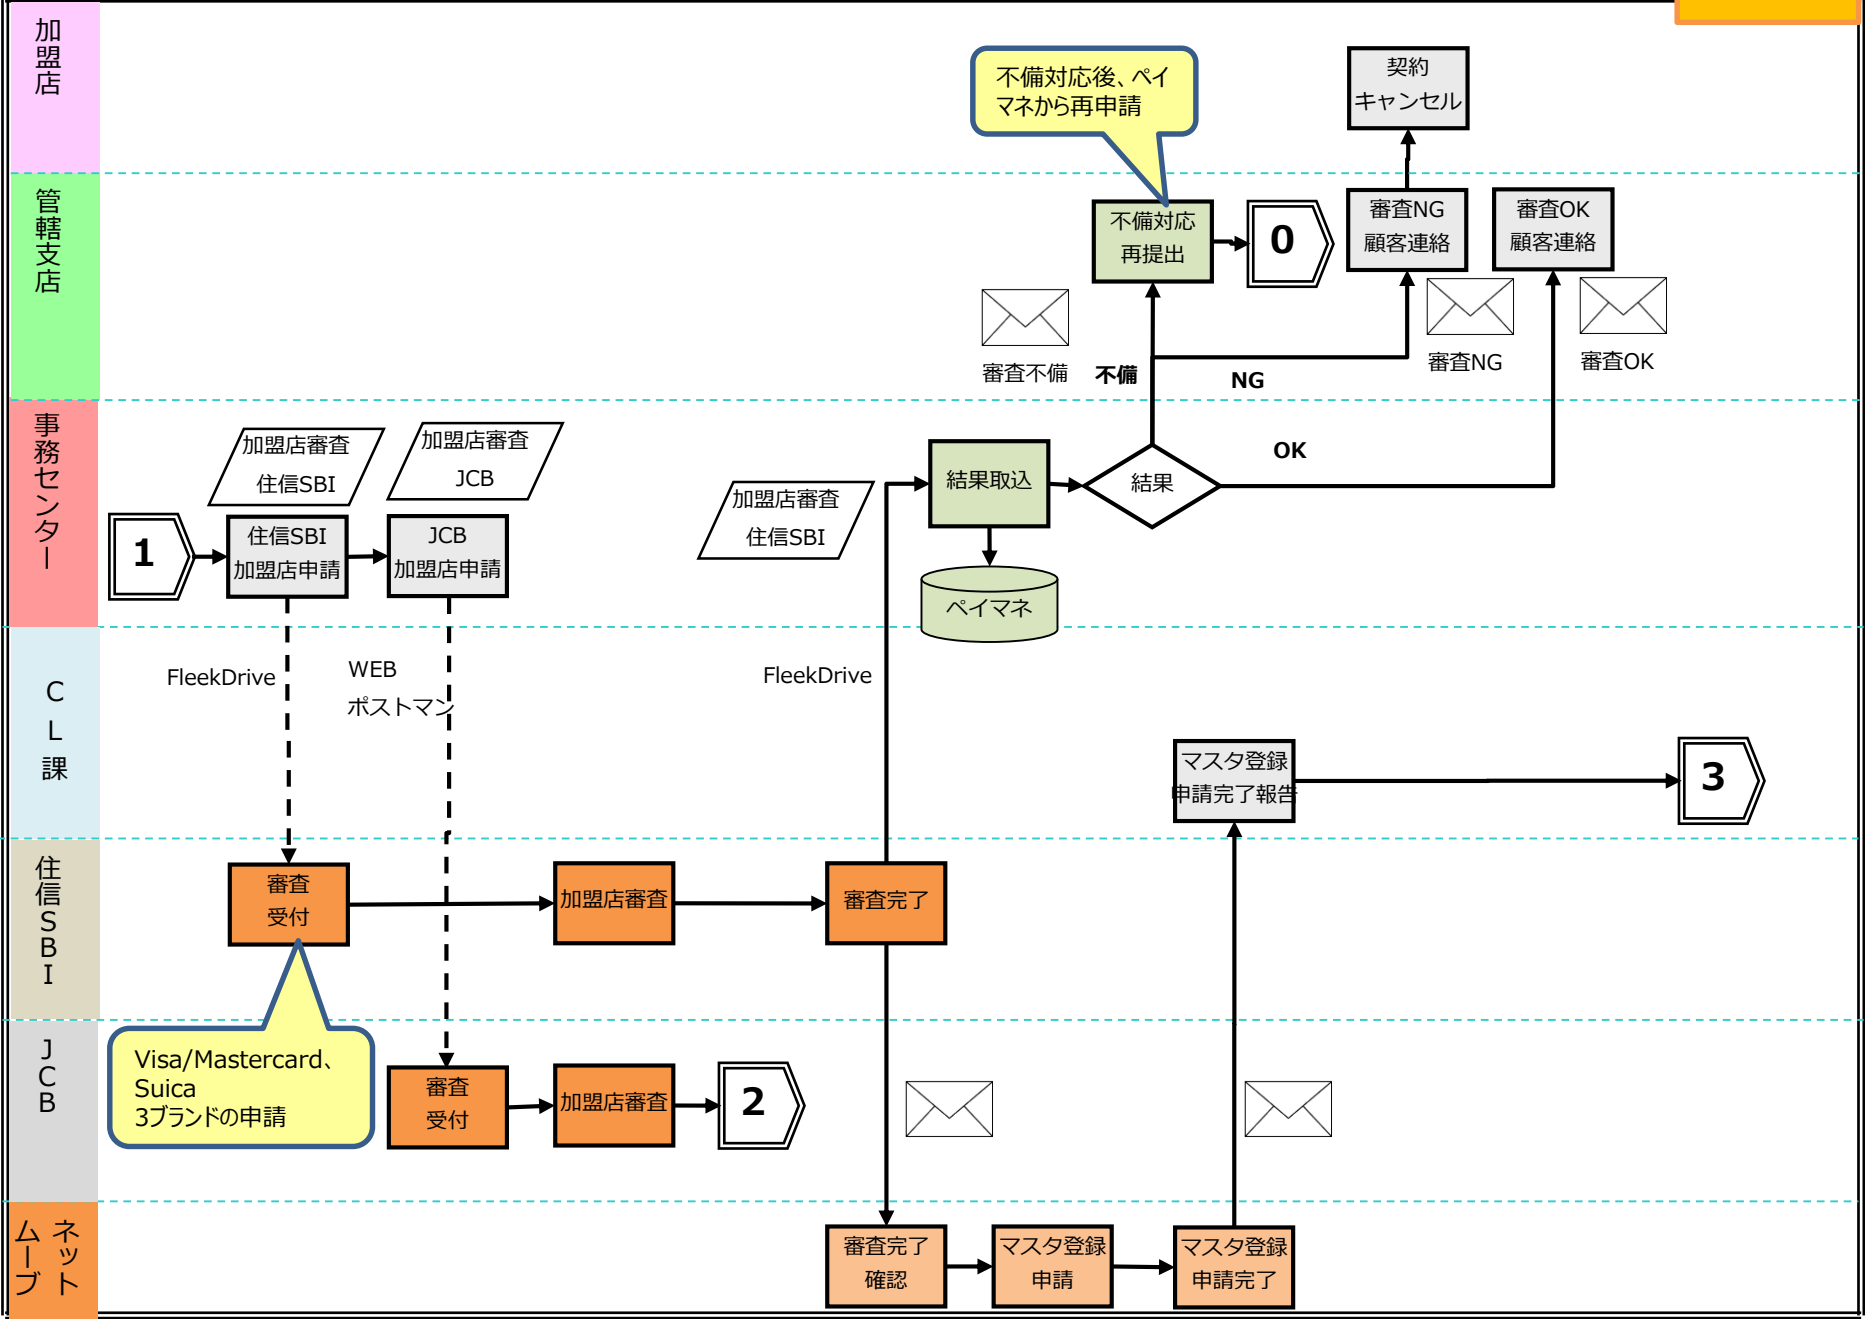 加盟店
不備対応後、ペイ
マネから再申請
契約
キャンセル
管轄支店
不備対応
再提出
0
審査NG
顧客連絡
審査OK
顧客連絡
審査不備
不備
NG
審査NG
審査OK
事務センター
加盟店審査
住信SBI
加盟店審査
JCB
1
住信SBI
加盟店申請
JCB
加盟店申請
加盟店審査
住信SBI
結果取込
結果
OK
ペイマネ
CL課
FleekDrive
WEB
ポストマン
FleekDrive
マスタ登録
申請完了報告
3
住信SBI
審査
受付
加盟店審査
審査完了
JCB
Visa/Mastercard、
Suica
3ブランドの申請
審査
受付
加盟店審査
2
ネット
ムーブ
審査完了
確認
マスタ登録
申請
マスタ登録
申請完了